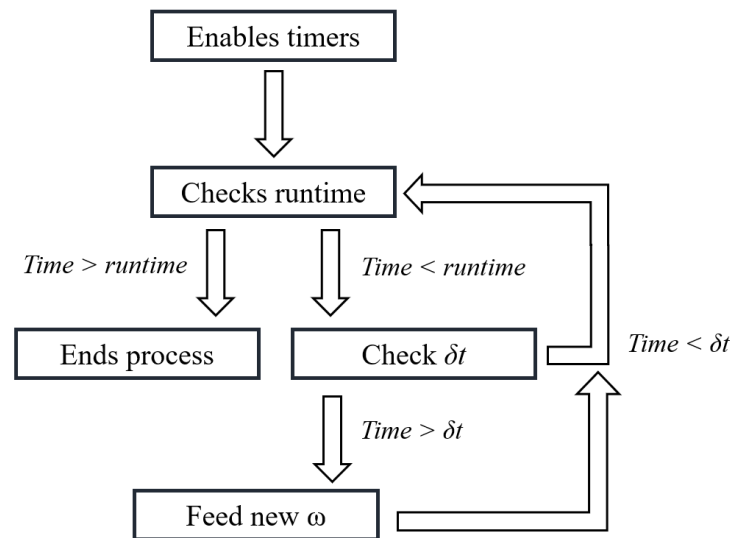 Enables timers
Checks runtime
Time > runtime
Time < runtime
Ends process
Check δt
Time < δt
Time > δt
Feed new ω